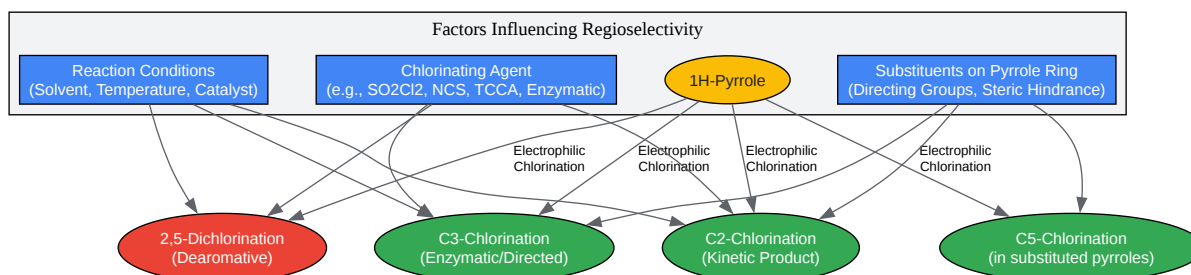 Factors Influencing Regioselectivity
Reaction Conditions
(Solvent, Temperature, Catalyst)
Chlorinating Agent
(e.g., SO2Cl2, NCS, TCCA, Enzymatic)
1H-Pyrrole
Substituents on Pyrrole Ring
(Directing Groups, Steric Hindrance)
Electrophilic
Chlorination
Electrophilic
Chlorination
Electrophilic
Chlorination
Electrophilic
Chlorination
2,5-Dichlorination
(Dearomative)
C3-Chlorination
(Enzymatic/Directed)
C2-Chlorination
(Kinetic Product)
C5-Chlorination
(in substituted pyrroles)